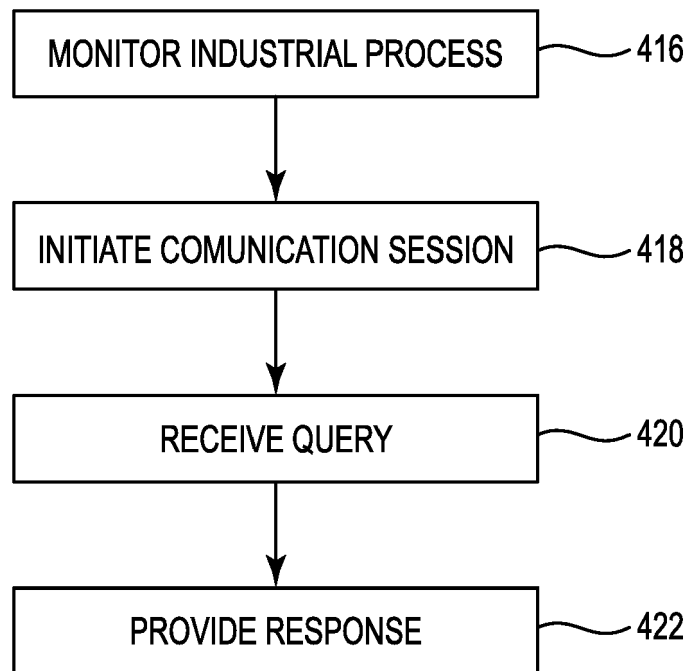 MONITOR INDUSTRIAL PROCESS 416
INITIATE COMUNICATION SESSION 418
RECEIVE QUERY 420
PROVIDE RESPONSE 422